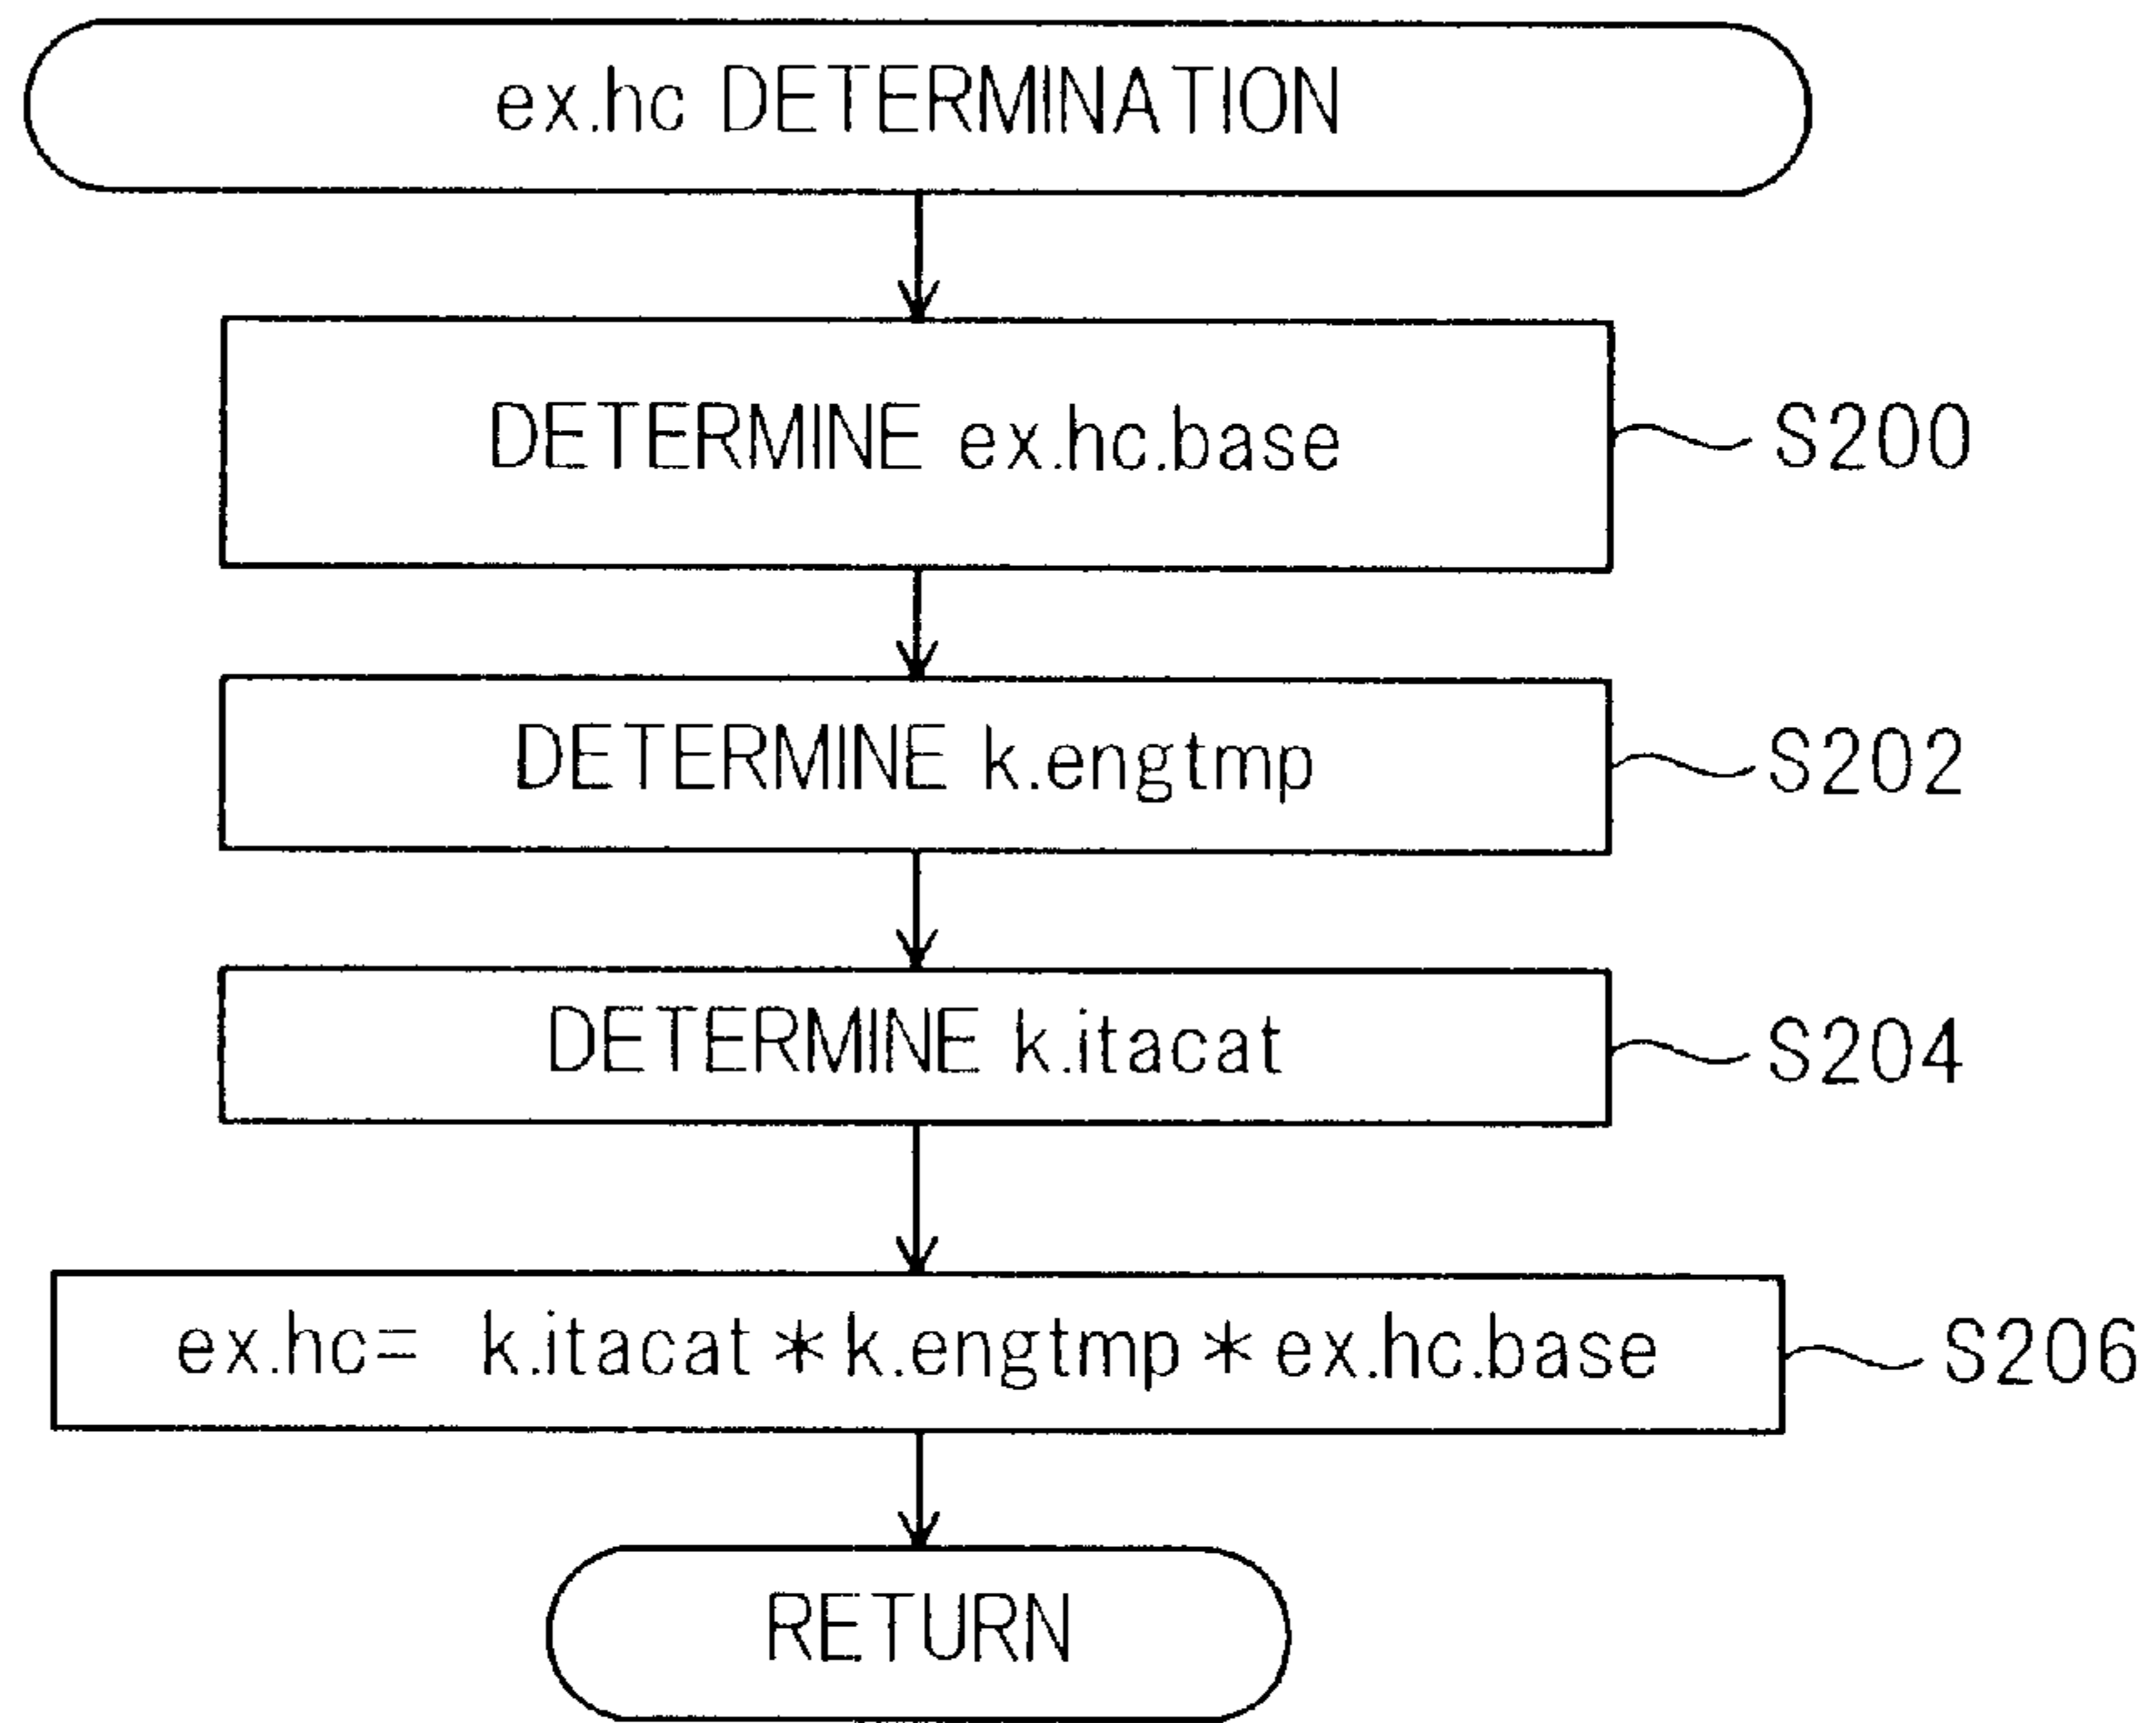 ex.hc DETERMINATION
DETERMINE ex.hc.base
S200
DETERMINE k.engtmp
S202
DETERMINE k.itacat
S204
ex.hc= k.itacat * k.engtmp * ex.hc.base
S206
RETURN